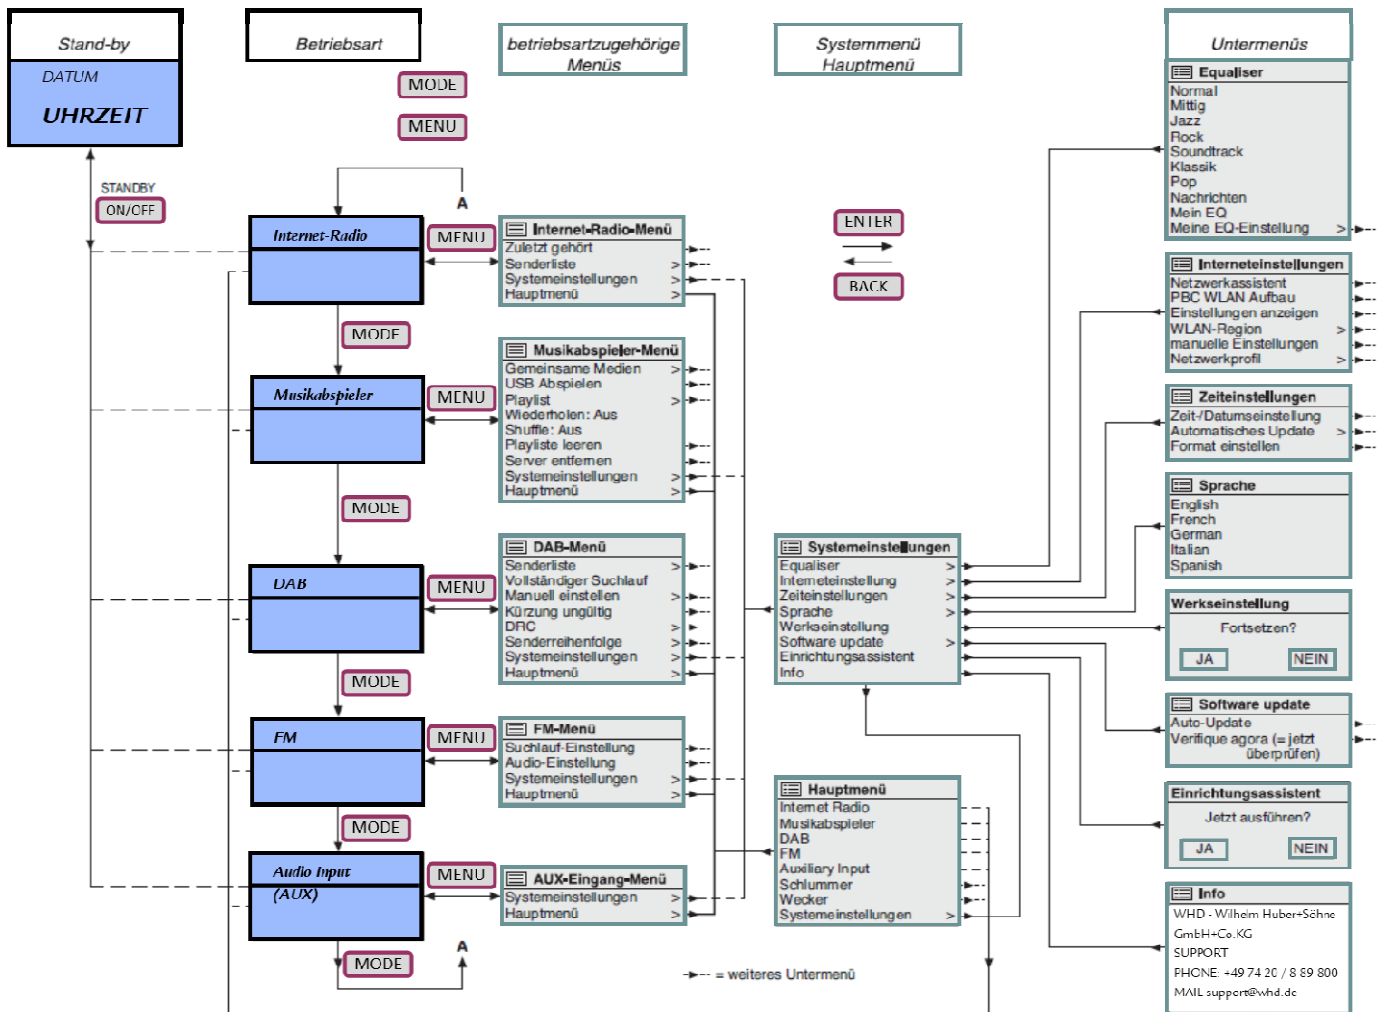 Stand-by
DATUM
UHRZEIT
STANDBY
ON/OFF
Betriebsart
MODE
MENU
A
Internet-Radio
MENU
MODE
Musikabspieler
MENU
MODE
DAB
MENU
MODE
FM
MENU
MODE
Audio Input
(AUX)
MENU
MODE
A
betriebsartzugehörige
Menüs
Internet-Radio-Menü
Zuletzt gehört
Senderliste >
Systemeinstellungen >
Hauptmenü >
Musikabspieler-Menü
Gemeinsame Medien >
USB Abspielen
Playlist >
Wiederholen: Aus
Shuffle: Aus
Playliste leeren
Server entfernen
Systemeinstellungen >
Hauptmenü >
DAB-Menü
Senderliste >
Vollständiger Suchlauf
Manuell einstellen >
Kürzung ungültig
DRC >
Senderreihenfolge >
Systemeinstellungen >
Hauptmenü >
FM-Menü
Suchlauf-Einstellung
Audio-Einstellung
Systemeinstellungen >
Hauptmenü >
AUX-Eingang-Menü
Systemeinstellungen >
Hauptmenü >
= weiteres Untermenü
Systemmenü
Hauptmenü
ENTER
BACK
Systemeinstellungen
Equaliser >
Interneteinstellung >
Zeiteinstellungen >
Sprache >
Werkseinstellung
Software update >
Einrichtungsassistent
Info
Hauptmenü
Internet Radio
Musikabspieler
DAB
FM
Auxiliary Input
Schlummer
Wecker
Systemeinstellungen >
Untermenüs
Equaliser
Normal
Mittig
Jazz
Rock
Soundtrack
Klassik
Pop
Nachrichten
Mein EQ
Meine EQ-Einstellung >
Interneteinstellungen
Netzwerkassistent
PBC WLAN Aufbau
Einstellungen anzeigen
WLAN-Region >
manuelle Einstellungen
Netzwerkprofil >
Zeiteinstellungen
Zeit-/Datumseinstellung
Automatisches Update >
Format einstellen
Sprache
English
French
German
Italian
Spanish
Werkseinstellung
Fortsetzen?
JA NEIN
Software update
Auto-Update
Verifique agora (= jetzt
überprüfen)
Einrichtungsassistent
Jetzt ausführen?
JA NEIN
Info
WHD - Wilhelm Huber+Söhne
GmbH+Co.KG
SUPPORT
PHONE: +49 74 20 / 8 89 800
MAIL support@whd.de